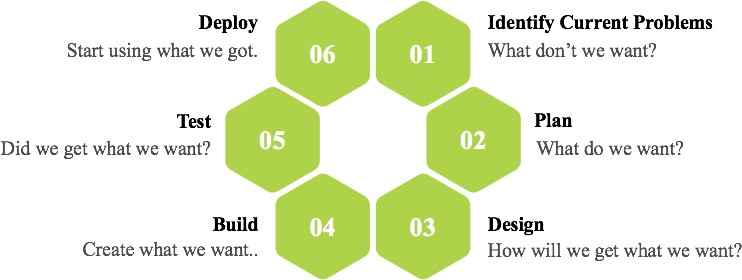 01
Identify Current Problems
What don’t we want?
02
Plan
What do we want?
03
Design
How will we get what we want?
04
Build
Create what we want..
05
Test
Did we get what we want?
06
Deploy
Start using what we got.